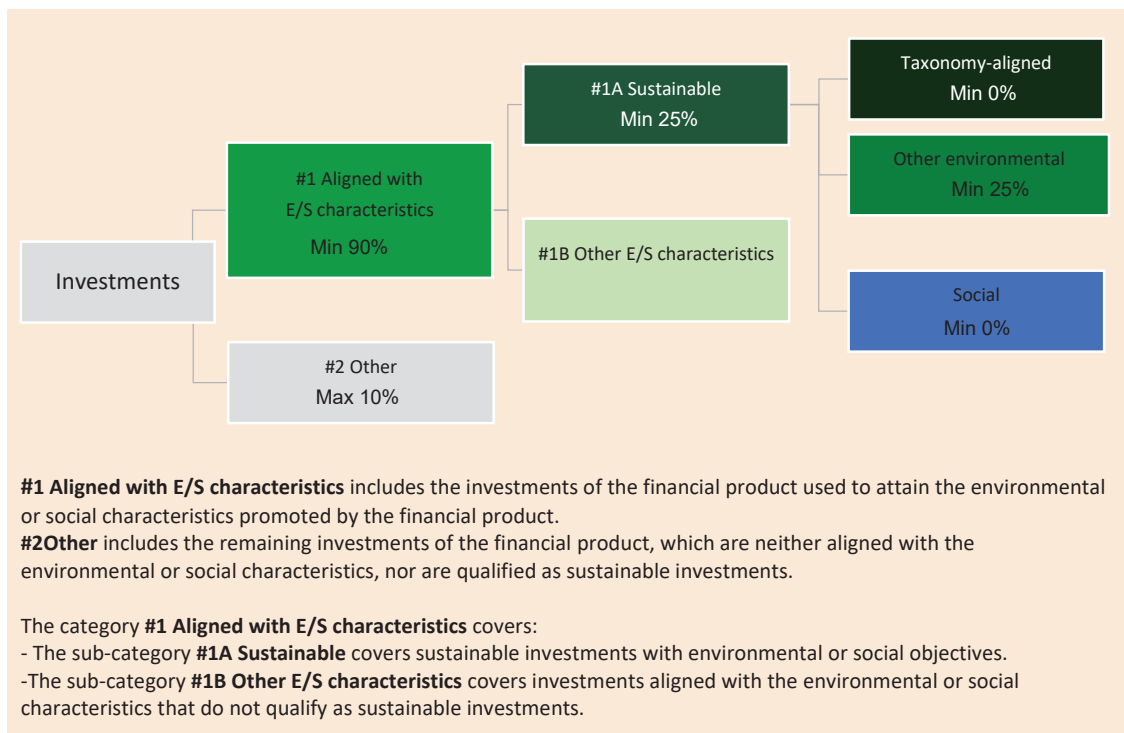 Investments
#1 Aligned with
E/S characteristics
Min 90%
#2 Other
Max 10%
#1A Sustainable
Min 25%
#1B Other E/S characteristics
Taxonomy-aligned
Min 0%
Other environmental
Min 25%
Social
Min 0%
#1 Aligned with E/S characteristics includes the investments of the financial product used to attain the environmental
or social characteristics promoted by the financial product.
#2Other includes the remaining investments of the financial product, which are neither aligned with the
environmental or social characteristics, nor are qualified as sustainable investments.
The category #1 Aligned with E/S characteristics covers:
- The sub-category #1A Sustainable covers sustainable investments with environmental or social objectives.
-The sub-category #1B Other E/S characteristics covers investments aligned with the environmental or social
characteristics that do not qualify as sustainable investments.